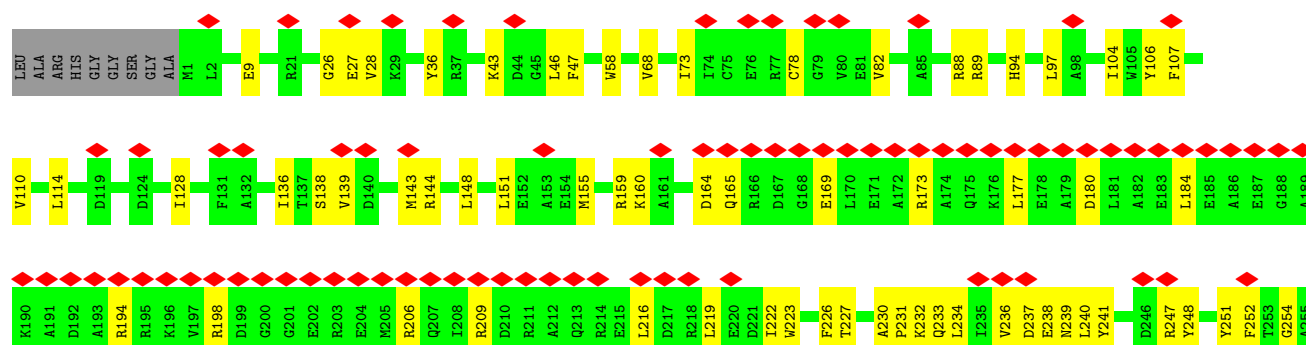 LEU ALA ARG HIS GLY GLY SER GLY ALA M1 L2 E9 R21 G26 E27 V28 K29 Y36 R37 K43 D44 G45 L46 F47 W58 V68 I73 I74 C75 E76 R77 C78 G79 V80 E81 V82 A85 R88 R89 H94 L97 A98 I104 W105 Y106 F107
V110 L114 D119 D124 I128 F131 A132 I136 T137 S138 V139 D140 M143 R144 L148 L151 E152 A153 E154 M155 R159 K160 A161 D164 Q165 R166 D167 G168 E169 L170 E171 A172 R173 A174 Q175 K176 L177 E178 A179 D180 L181 A182 E183 L184 E185 A186 E187 G188 A189
K190 A191 D192 A193 R194 R195 K196 V197 R198 D199 G200 G201 E202 R203 E204 M205 R206 Q207 I208 R209 D210 R211 A212 Q213 R214 E215 L216 D217 R218 L219 E220 D221 I222 W223 F226 T227 A230 P231 K232 Q233 L234 I235 V236 D237 E238 N239 L240 Y241 D246 R247 Y248 Y251 F252 T253 G254 A255